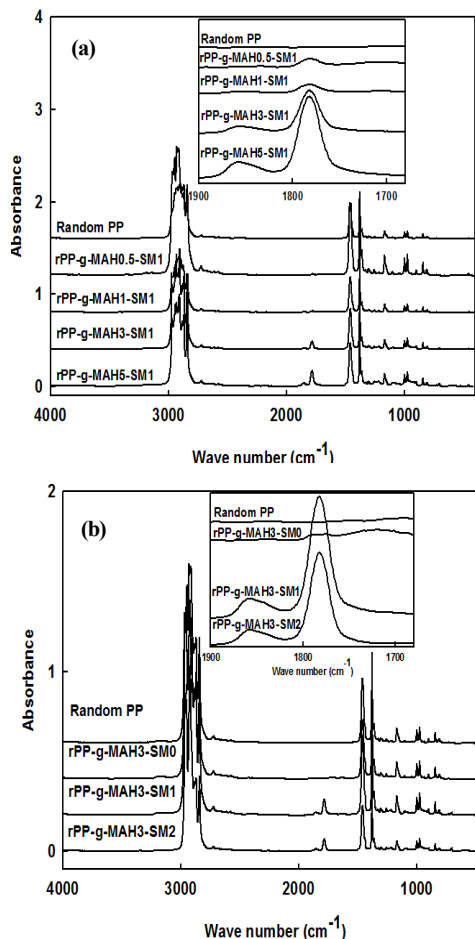 (a)
4
3
2
1
0
Absorbance
Random PP
rPP-g-MAH0.5-SM1
rPP-g-MAH1-SM1
rPP-g-MAH3-SM1
rPP-g-MAH5-SM1
1900
1800
1700
Random PP
rPP-g-MAH0.5-SM1
rPP-g-MAH1-SM1
rPP-g-MAH3-SM1
rPP-g-MAH5-SM1
4000
3000
2000
1000
Wave number (cm-1)
(b)
2
1
0
Absorbance
Random PP
rPP-g-MAH3-SM0
rPP-g-MAH3-SM1
rPP-g-MAH3-SM2
1900
1800
1700
Wave number (cm-1)
Random PP
rPP-g-MAH3-SM0
rPP-g-MAH3-SM1
rPP-g-MAH3-SM2
4000
3000
2000
1000
Wave number (cm-1)